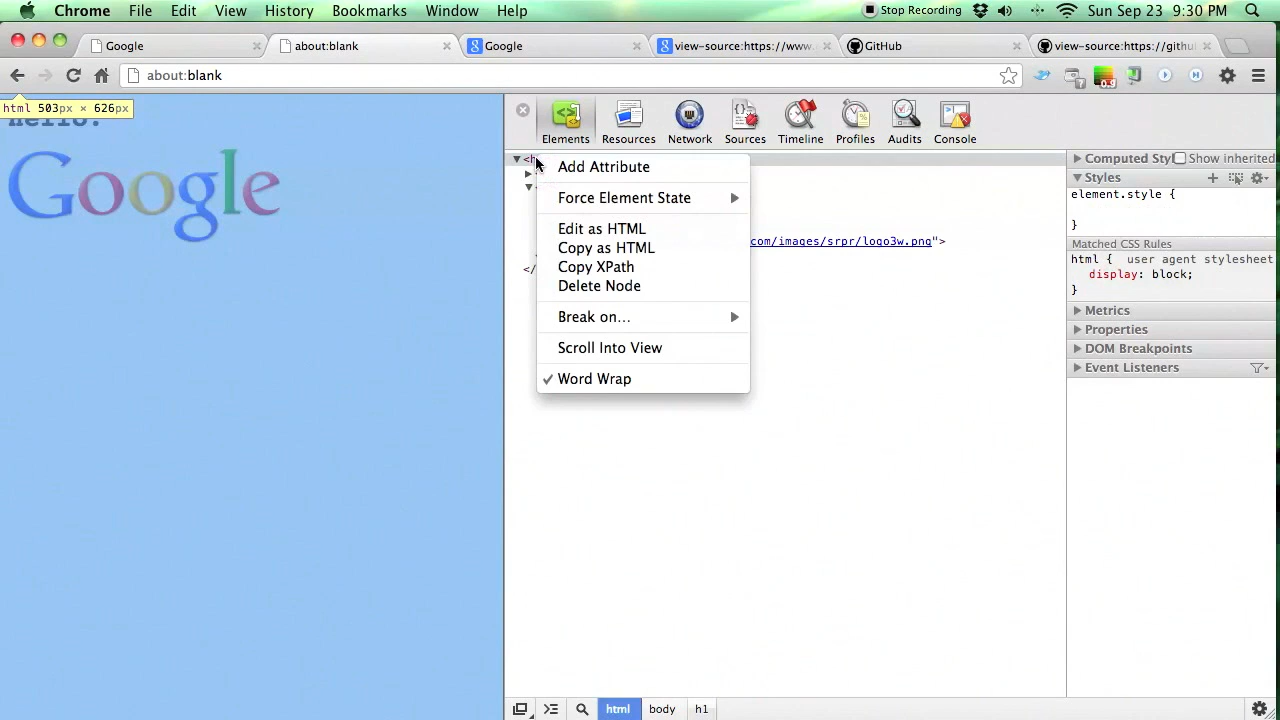 Chrome File Edit View History Bookmarks Window Help Stop Recording Sun Sep 23 9:30 PM
Google about:blank Google view-source:https://www. GitHub view-source:https://githu
about:blank
html 503px × 626px
hello.
Google
Elements Resources Network Sources Timeline Profiles Audits Console
<h
Add Attribute
Force Element State
Edit as HTML
Copy as HTML
Copy XPath
Delete Node
Break on...
Scroll Into View
✓ Word Wrap
com/images/srpr/logo3w.png">
</
Show inherited
Styles
element.style {
}
Matched CSS Rules
html { user agent stylesheet
display: block;
}
Metrics
Properties
DOM Breakpoints
Event Listeners
html body h1